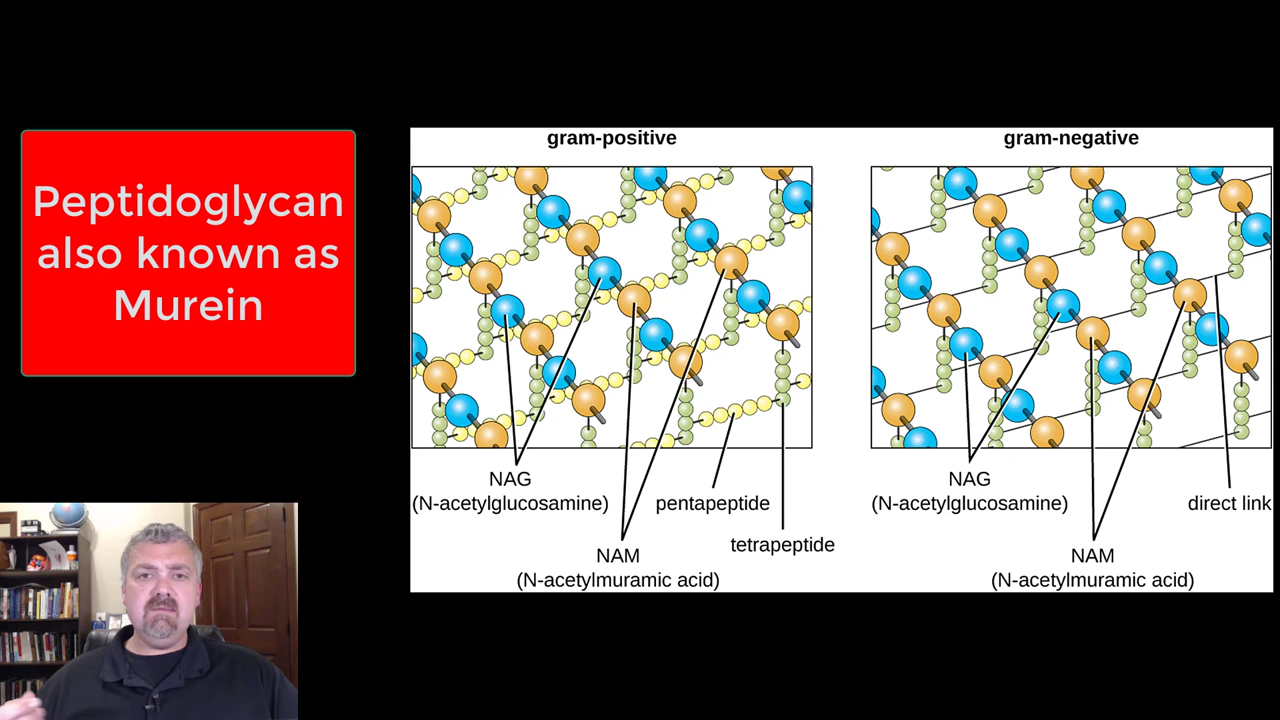 Peptidoglycan
also known as
Murein
gram-positive
gram-negative
NAG
(N-acetylglucosamine)
pentapeptide
tetrapeptide
NAM
(N-acetylmuramic acid)
NAG
(N-acetylglucosamine)
direct link
NAM
(N-acetylmuramic acid)